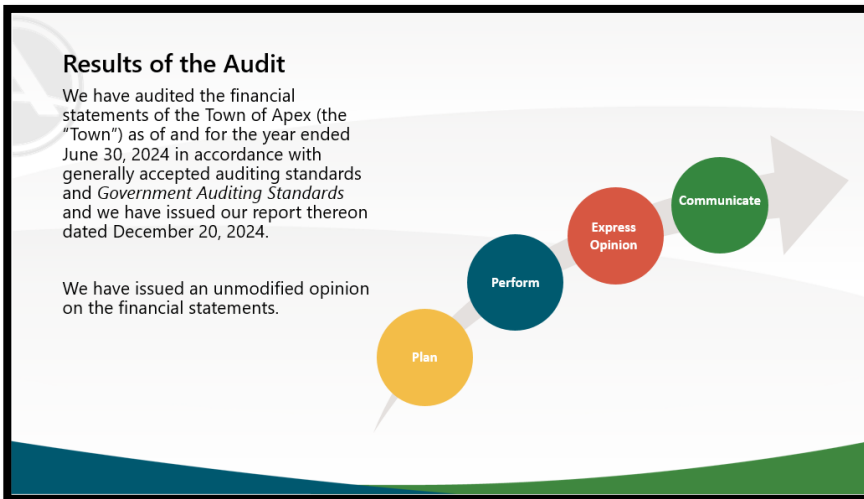 Results of the Audit
We have audited the financial
statements of the Town of Apex (the
“Town”) as of and for the year ended
June 30, 2024 in accordance with
generally accepted auditing standards
and Government Auditing Standards
and we have issued our report thereon
dated December 20, 2024.
We have issued an unmodified opinion
on the financial statements.
Plan
Perform
Express
Opinion
Communicate